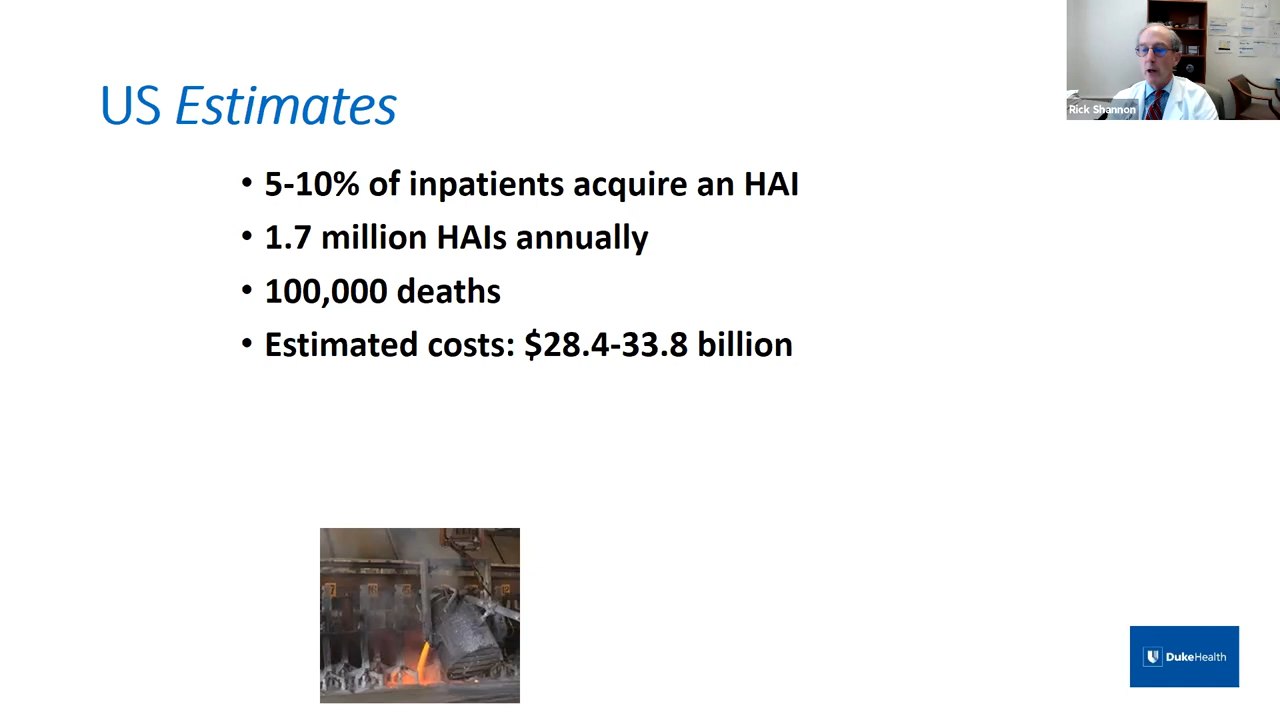 US Estimates
• 5-10% of inpatients acquire an HAI
• 1.7 million HAIs annually
• 100,000 deaths
• Estimated costs: $28.4-33.8 billion
Rick Shannon
DukeHealth